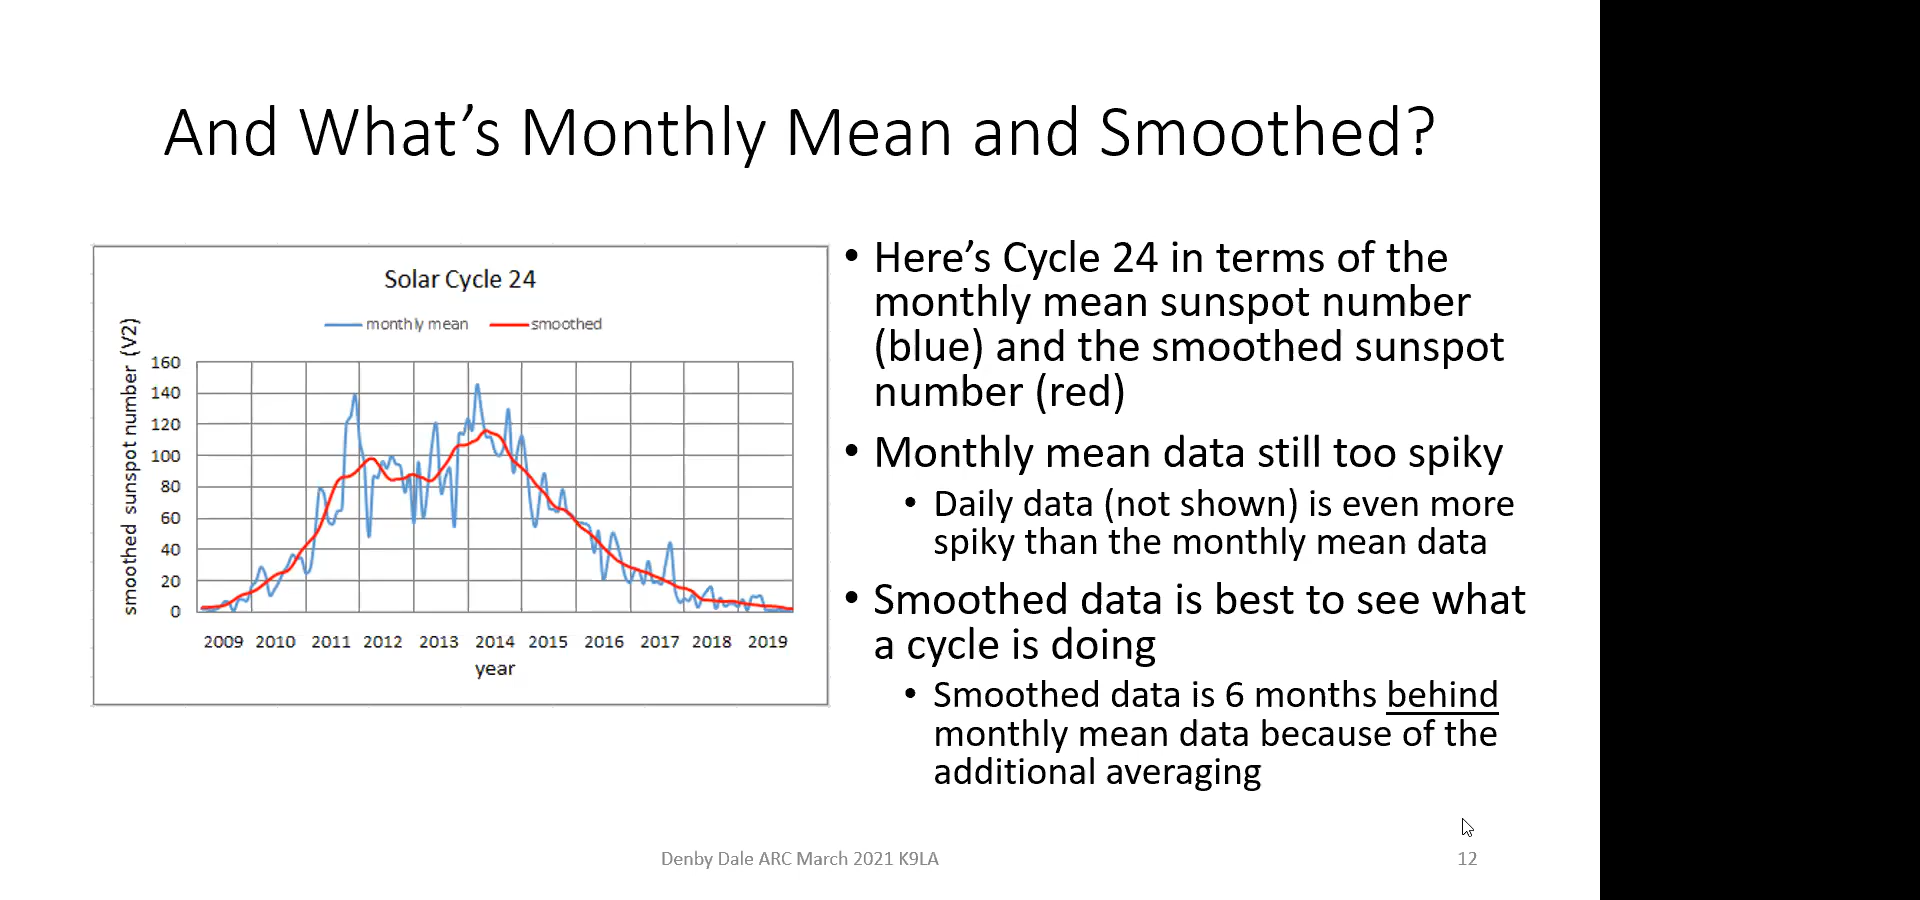 And What’s Monthly Mean and Smoothed?
Solar Cycle 24
monthly mean smoothed
smoothed sunspot number (V2)
160
140
120
100
80
60
40
20
0
2009 2010 2011 2012 2013 2014 2015 2016 2017 2018 2019
year
• Here’s Cycle 24 in terms of the
monthly mean sunspot number
(blue) and the smoothed sunspot
number (red)
• Monthly mean data still too spiky
• Daily data (not shown) is even more
spiky than the monthly mean data
• Smoothed data is best to see what
a cycle is doing
• Smoothed data is 6 months behind
monthly mean data because of the
additional averaging
Denby Dale ARC March 2021 K9LA
12